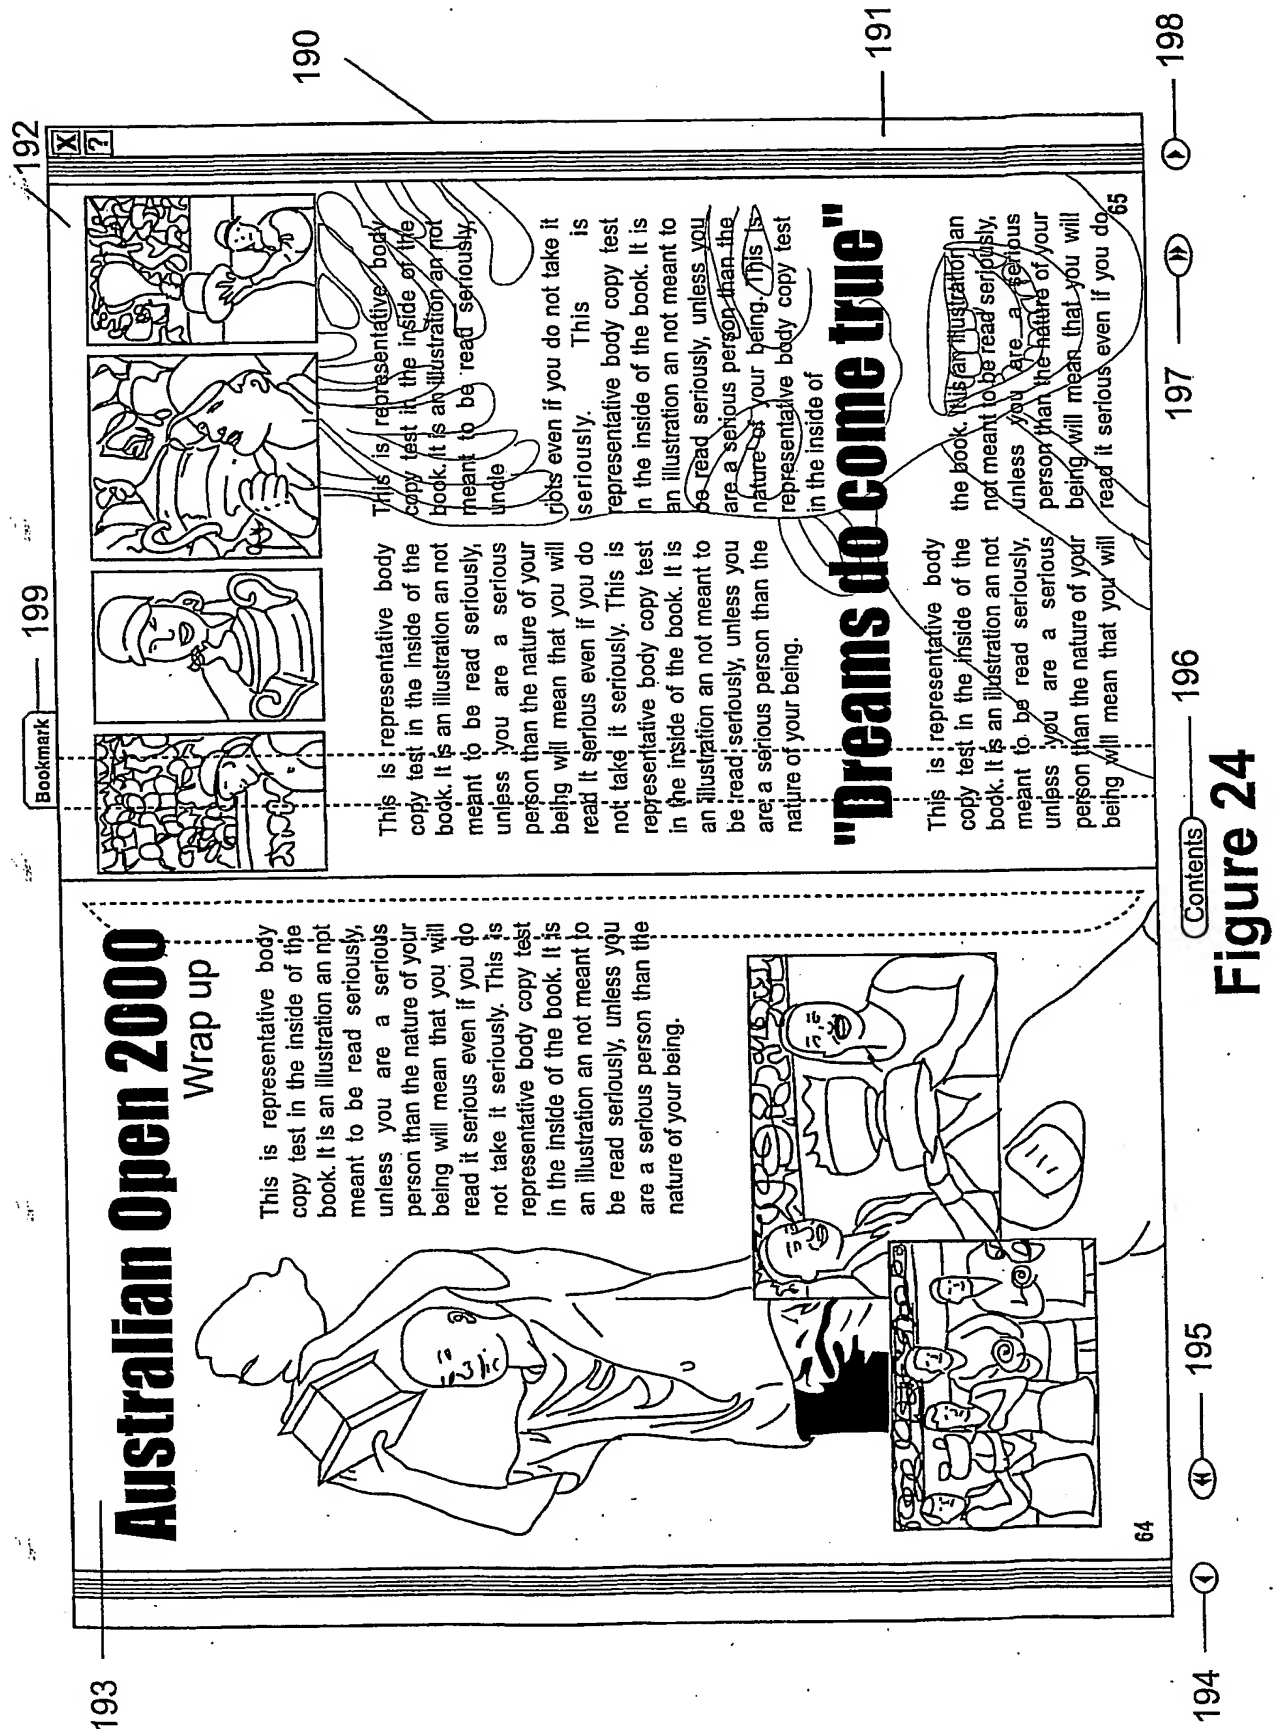 193
Australian Open 2000
Wrap up
This is representative body
copy test in the inside of the
book. It is an illustration an npt
meant to be read seriously,
unless you are a serious
person than the nature of your
being will mean that you will
read it serious even if you do
not take it seriously. This is
representative body copy test
in the inside of the book. It is
an illustration an not meant to
be read seriously, unless you
are a serious person than the
nature of your being.
64
Bookmark
199
192
X
?
190
191
This is representative body
copy test in the inside of the
book. It is an illustration an not
meant to be read seriously,
unless you are a serious
person than the nature of your
being will mean that you will
read it serious even if you do
not take it seriously. This is
representative body copy test
in the inside of the book. It is
an illustration an not meant to
be read seriously, unless you
are a serious person than the
nature of your being.
This is representative body
copy test in the inside of the
book. It is an illustration an not
meant to be read seriously,
uncle
riots even if you do not take it
seriously. This is
representative body copy test
in the inside of the book. It is
an illustration an not meant to
be read seriously, unless you
are a serious person than the
nature of your being. This is
representative body copy test
in the inside of
"Dreams do come true"
This is representative body
copy test in the inside of the
book. It is an illustration an not
meant to be read seriously,
unless you are a serious
person than the nature of your
being will mean that you will
the book. It is an illustration an
not meant to be read seriously,
unless you are a serious
person than the nature of your
being will mean that you will
read it serious even if you do
65
194
195
Contents
196
197
198
Figure 24